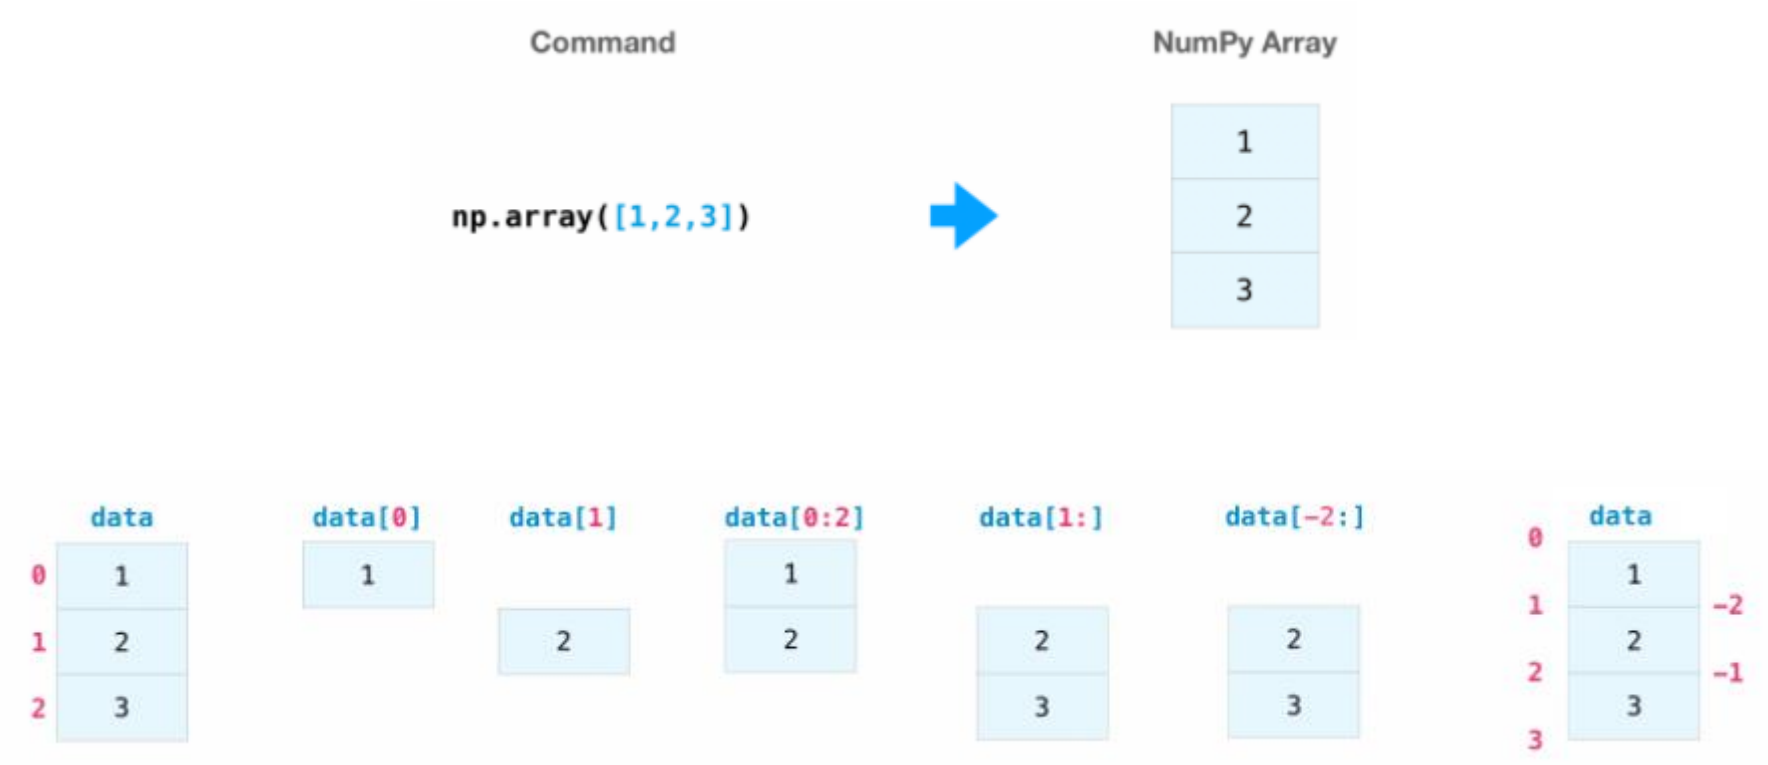 Command
NumPy Array
np.array([1,2,3])
1
2
3
data
data[0]
data[1]
data[0:2]
data[1:]
data[-2:]
data
0
1
1
2
2
3
1
2
1
2
2
3
2
3
0
1
1
-2
2
2
-1
3
3